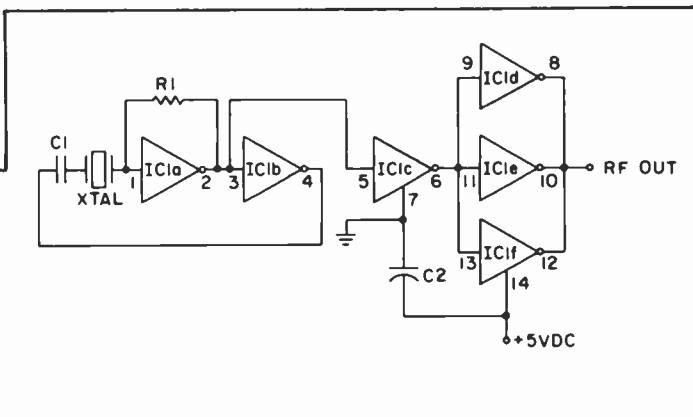 R1
C1
XTAL
IC1a
1
2
IC1b
3
4
IC1c
5
6
7
IC1d
9
8
IC1e
11
10
RF OUT
IC1f
13
12
14
C2
+5VDC